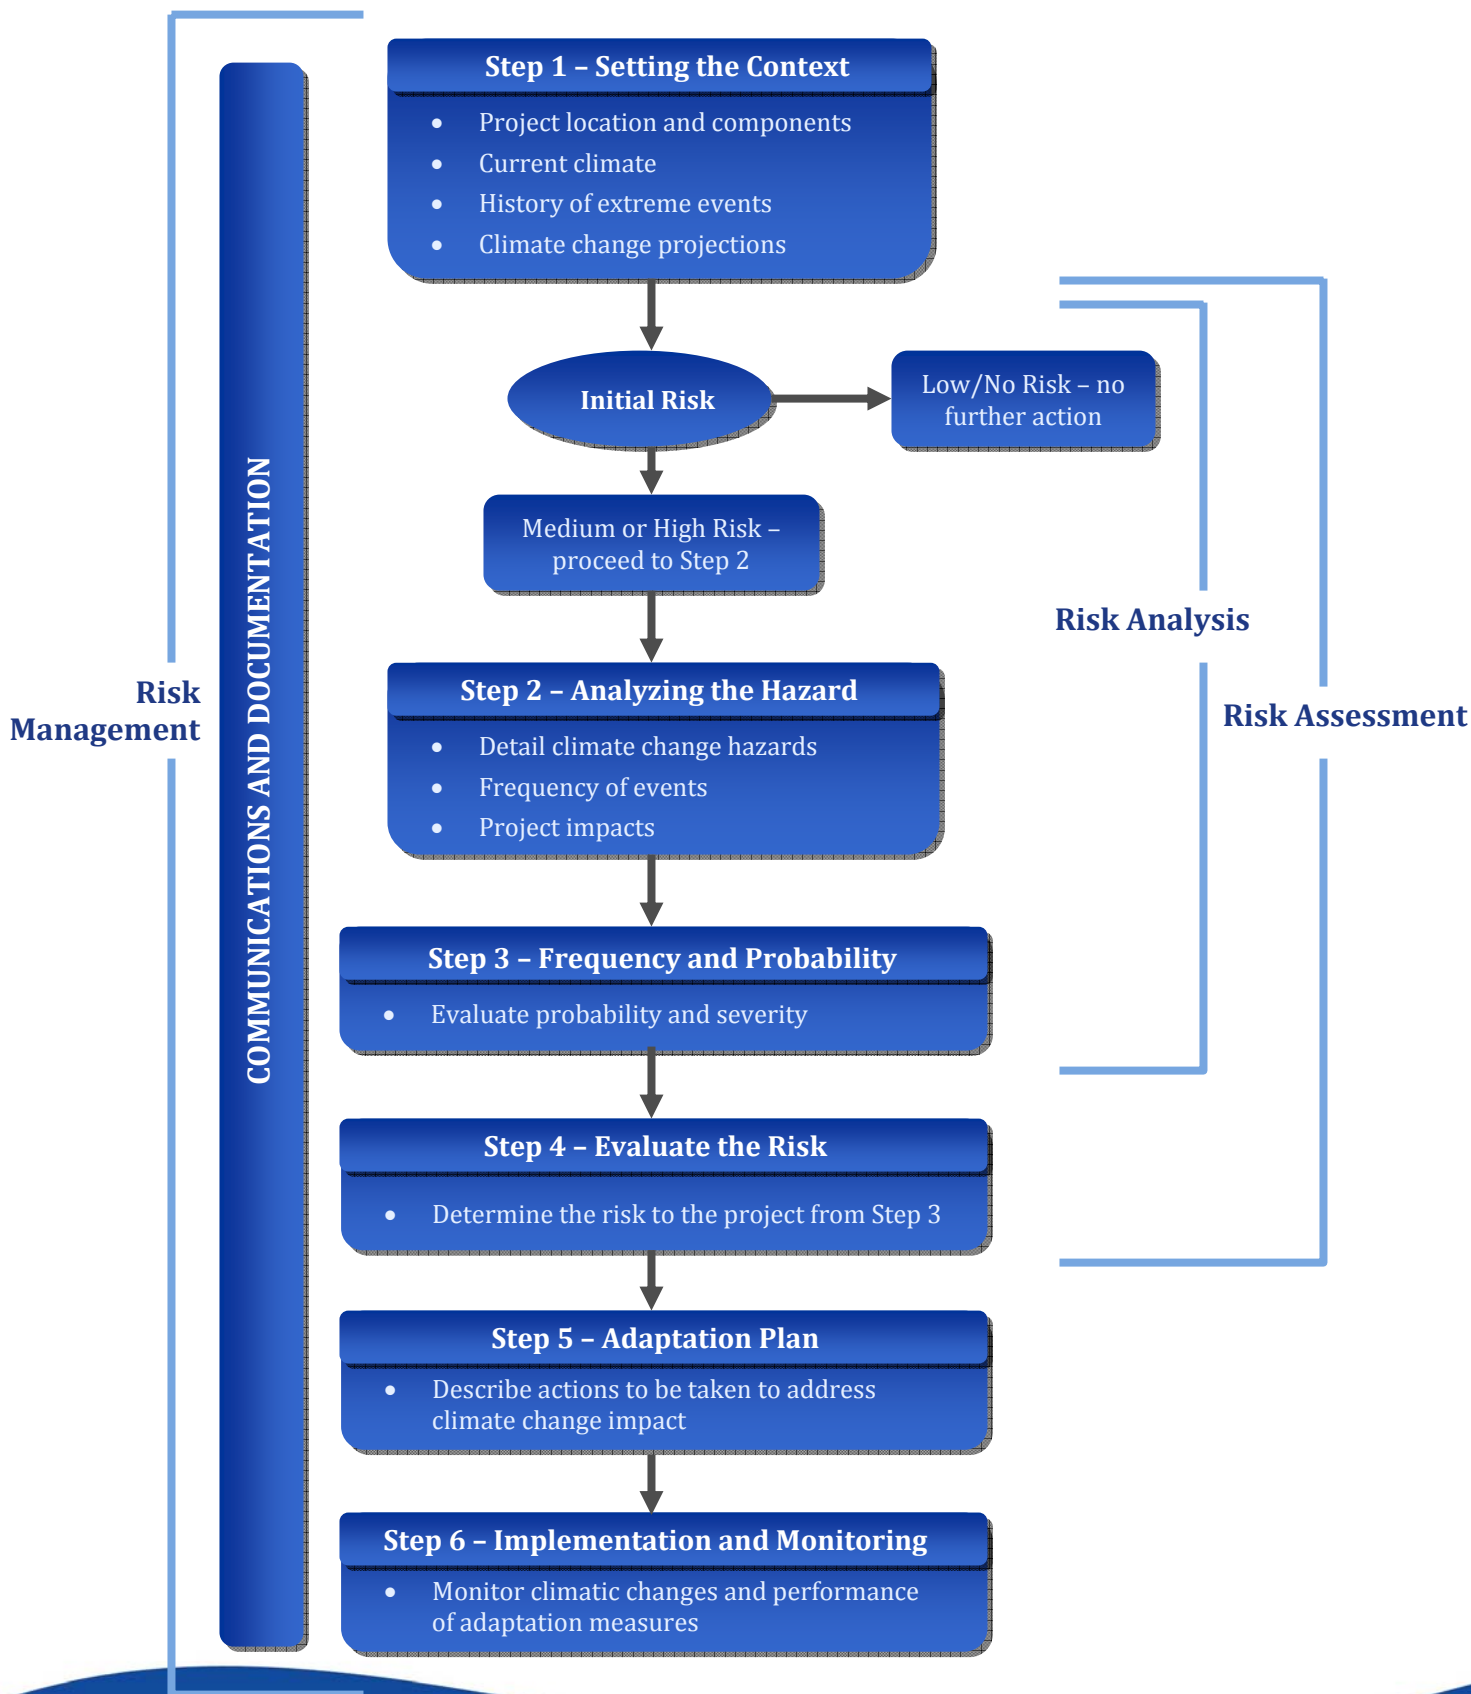 Step 1 – Setting the Context
• Project location and components
• Current climate
• History of extreme events
• Climate change projections
Initial Risk
Low/No Risk – no
further action
Medium or High Risk –
proceed to Step 2
Step 2 – Analyzing the Hazard
• Detail climate change hazards
• Frequency of events
• Project impacts
Step 3 – Frequency and Probability
• Evaluate probability and severity
Step 4 – Evaluate the Risk
• Determine the risk to the project from Step 3
Step 5 – Adaptation Plan
• Describe actions to be taken to address
climate change impact
Step 6 – Implementation and Monitoring
• Monitor climatic changes and performance
of adaptation measures
COMMUNICATIONS AND DOCUMENTATION
Risk
Management
Risk Analysis
Risk Assessment